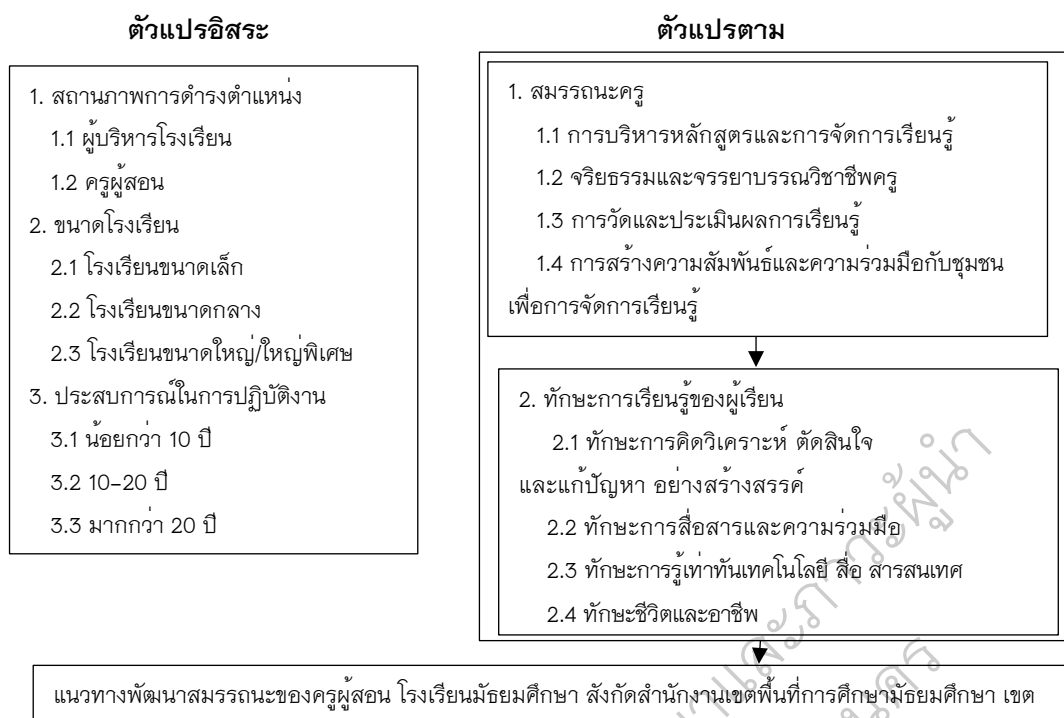 ตัวแปรอิสระ
1. สถานภาพการดำรงตำแหน่ง
1.1 ผู้บริหารโรงเรียน
1.2 ครูผู้สอน
2. ขนาดโรงเรียน
2.1 โรงเรียนขนาดเล็ก
2.2 โรงเรียนขนาดกลาง
2.3 โรงเรียนขนาดใหญ่/ใหญ่พิเศษ
3. ประสบการณ์ในการปฏิบัติงาน
3.1 น้อยกว่า 10 ปี
3.2 10–20 ปี
3.3 มากกว่า 20 ปี
ตัวแปรตาม
1. สมรรถนะครู
1.1 การบริหารหลักสูตรและการจัดการเรียนรู้
1.2 จริยธรรมและจรรยาบรรณวิชาชีพครู
1.3 การวัดและประเมินผลการเรียนรู้
1.4 การสร้างความสัมพันธ์และความร่วมมือกับชุมชน
เพื่อการจัดการเรียนรู้
2. ทักษะการเรียนรู้ของผู้เรียน
2.1 ทักษะการคิดวิเคราะห์ ตัดสินใจ
และแก้ปัญหา อย่างสร้างสรรค์
2.2 ทักษะการสื่อสารและความร่วมมือ
2.3 ทักษะการรู้เท่าทันเทคโนโลยี สื่อ สารสนเทศ
2.4 ทักษะชีวิตและอาชีพ
แนวทางพัฒนาสมรรถนะของครูผู้สอน โรงเรียนมัธยมศึกษา สังกัดสำนักงานเขตพื้นที่การศึกษามัธยมศึกษา เขต
และภาวะผู้นำ